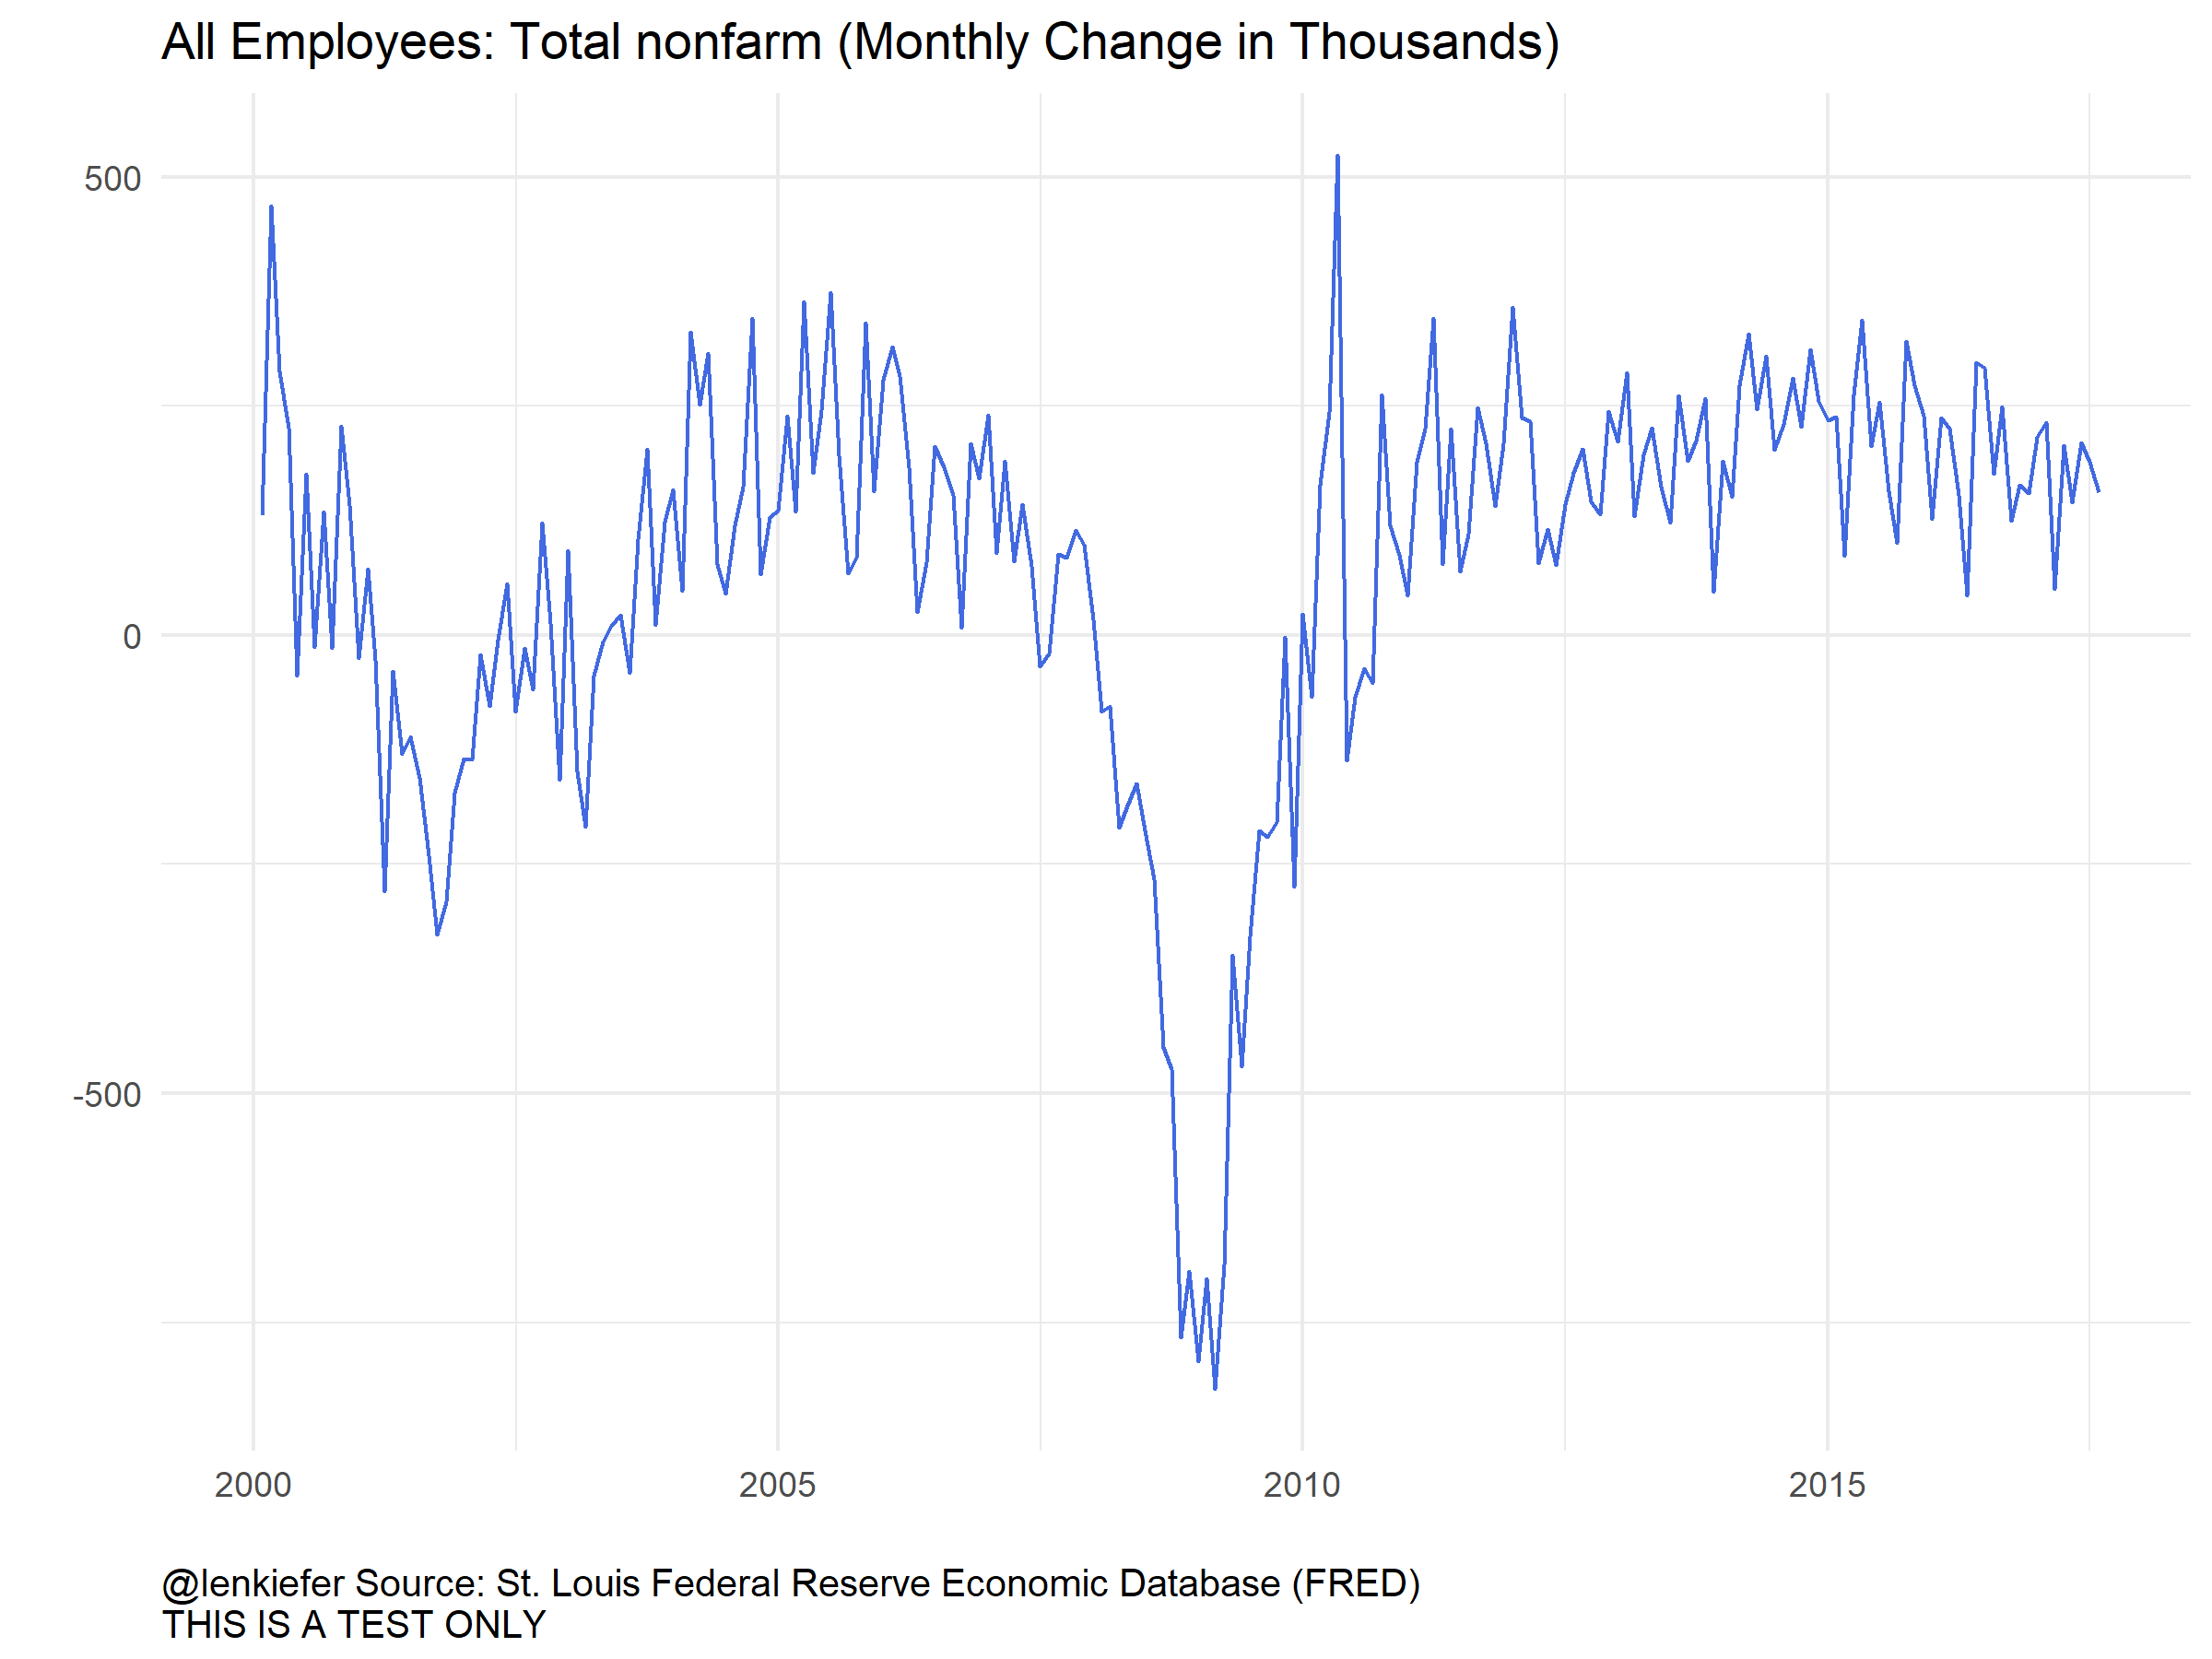 All Employees: Total nonfarm (Monthly Change in Thousands)
500
0
-500
2000 2005 2010 2015
@lenkiefer Source: St. Louis Federal Reserve Economic Database (FRED)
THIS IS A TEST ONLY